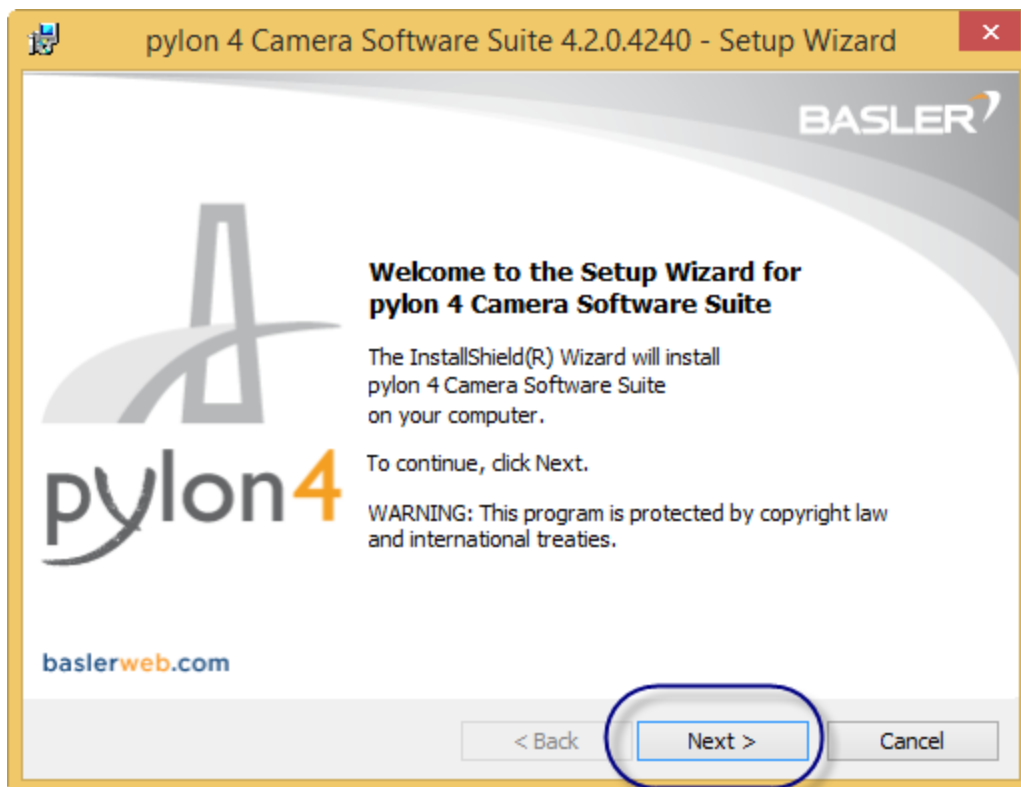 pylon 4 Camera Software Suite 4.2.0.4240 - Setup Wizard
BASLER
Welcome to the Setup Wizard for
pylon 4 Camera Software Suite
The InstallShield(R) Wizard will install
pylon 4 Camera Software Suite
on your computer.
To continue, click Next.
pylon4
WARNING: This program is protected by copyright law
and international treaties.
baslerweb.com
< Back
Next >
Cancel